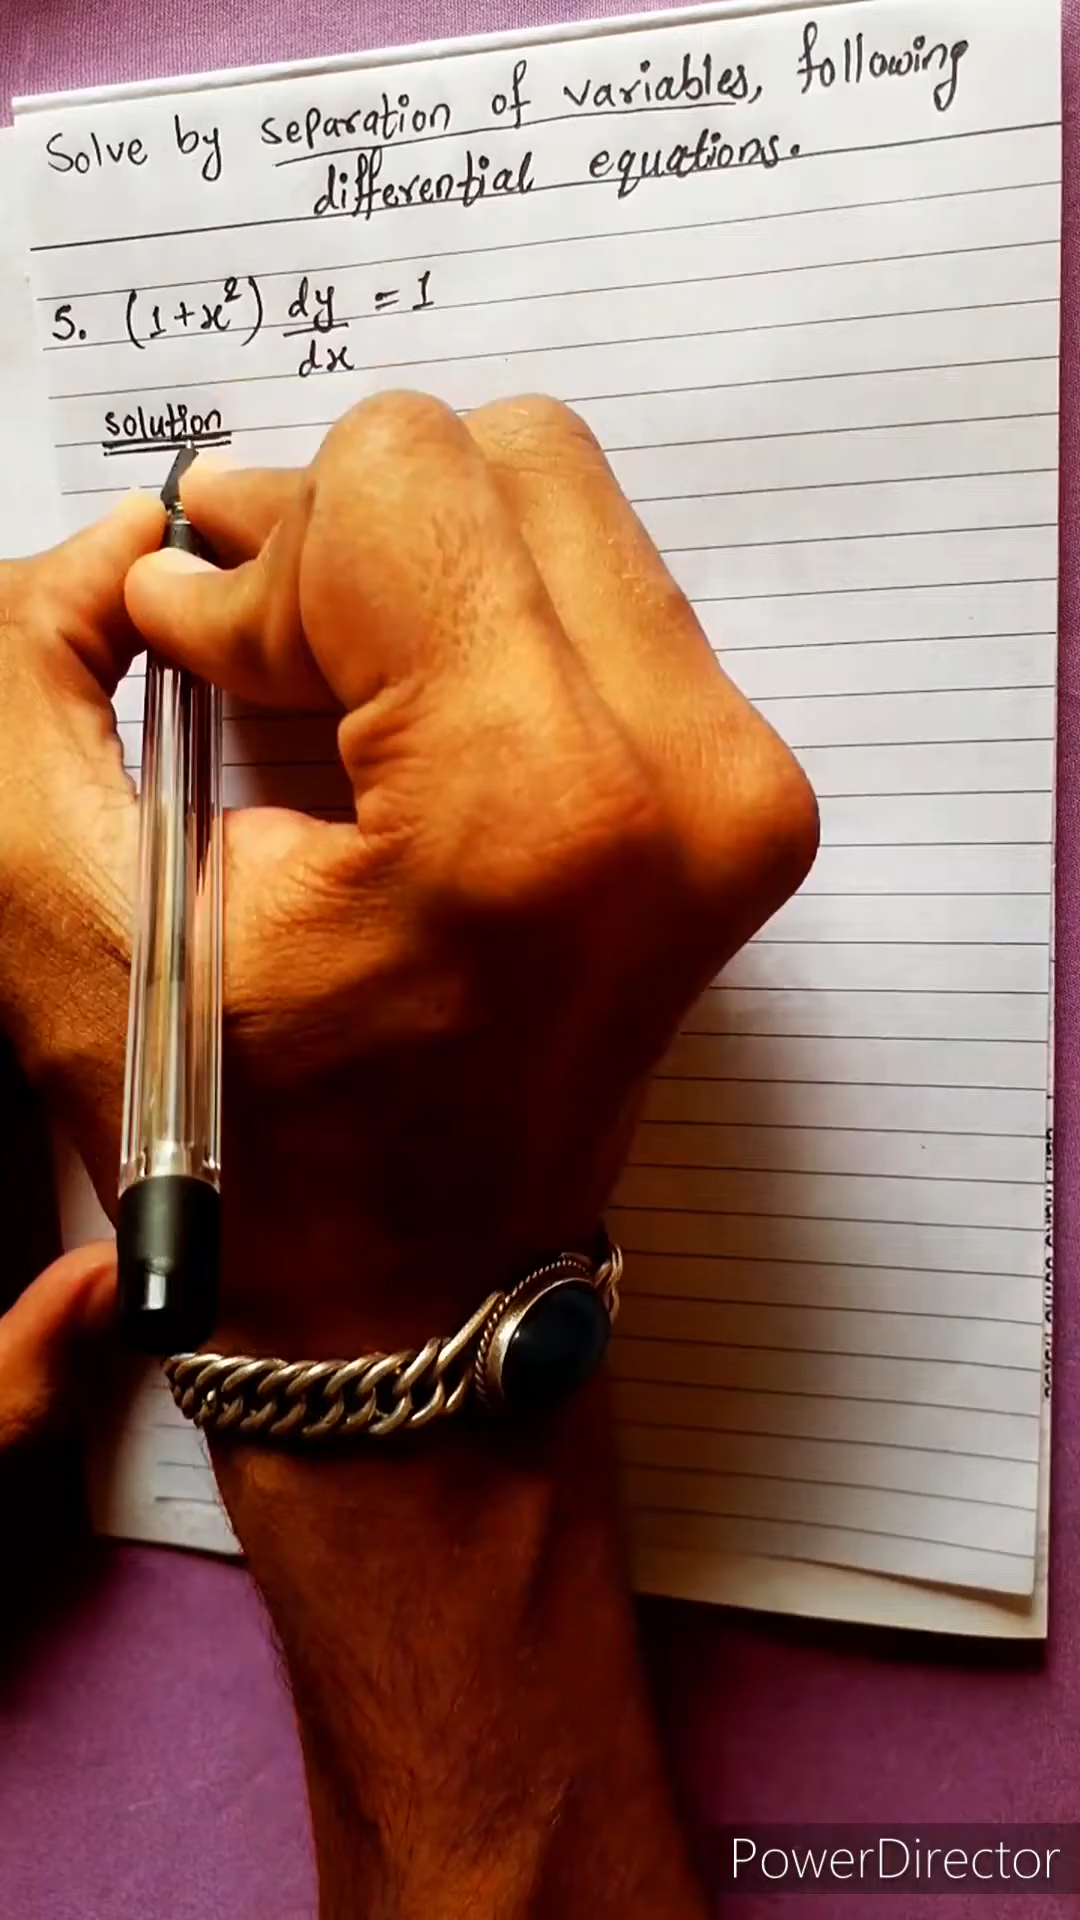 Solve by separation of variables, following
differential equations.
5. (1+x²) dy/dx = 1
solution
PowerDirector